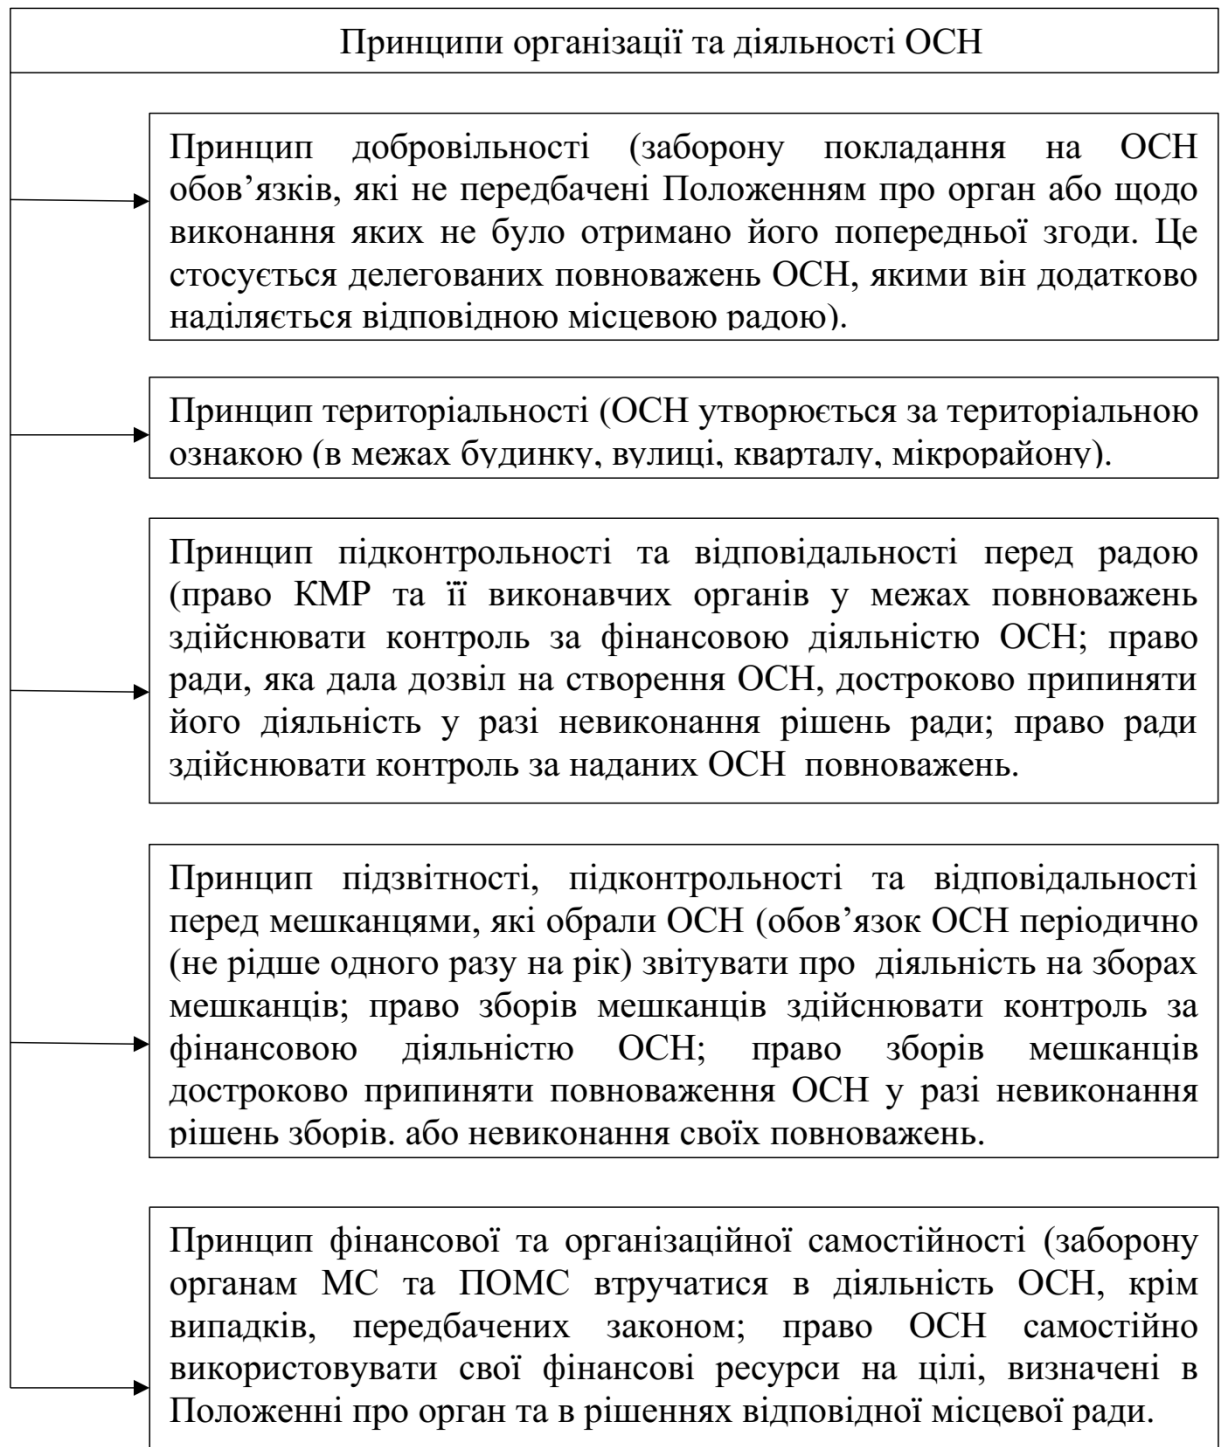 Принципи організації та діяльності ОСН
Принцип добровільності (заборону покладання на ОСН
обов’язків, які не передбачені Положенням про орган або щодо
виконання яких не було отримано його попередньої згоди. Це
стосується делегованих повноважень ОСН, якими він додатково
наділяється відповідною місцевою радою).
Принцип територіальності (ОСН утворюється за територіальною
ознакою (в межах будинку, вулиці, кварталу, мікрорайону).
Принцип підконтрольності та відповідальності перед радою
(право КМР та її виконавчих органів у межах повноважень
здійснювати контроль за фінансовою діяльністю ОСН; право
ради, яка дала дозвіл на створення ОСН, достроково припиняти
його діяльність у разі невиконання рішень ради; право ради
здійснювати контроль за наданих ОСН повноважень.
Принцип підзвітності, підконтрольності та відповідальності
перед мешканцями, які обрали ОСН (обов’язок ОСН періодично
(не рідше одного разу на рік) звітувати про діяльність на зборах
мешканців; право зборів мешканців здійснювати контроль за
фінансовою діяльністю ОСН; право зборів мешканців
достроково припиняти повноваження ОСН у разі невиконання
рішень зборів. або невиконання своїх повноважень.
Принцип фінансової та організаційної самостійності (заборону
органам МС та ПОМС втручатися в діяльність ОСН, крім
випадків, передбачених законом; право ОСН самостійно
використовувати свої фінансові ресурси на цілі, визначені в
Положенні про орган та в рішеннях відповідної місцевої ради.